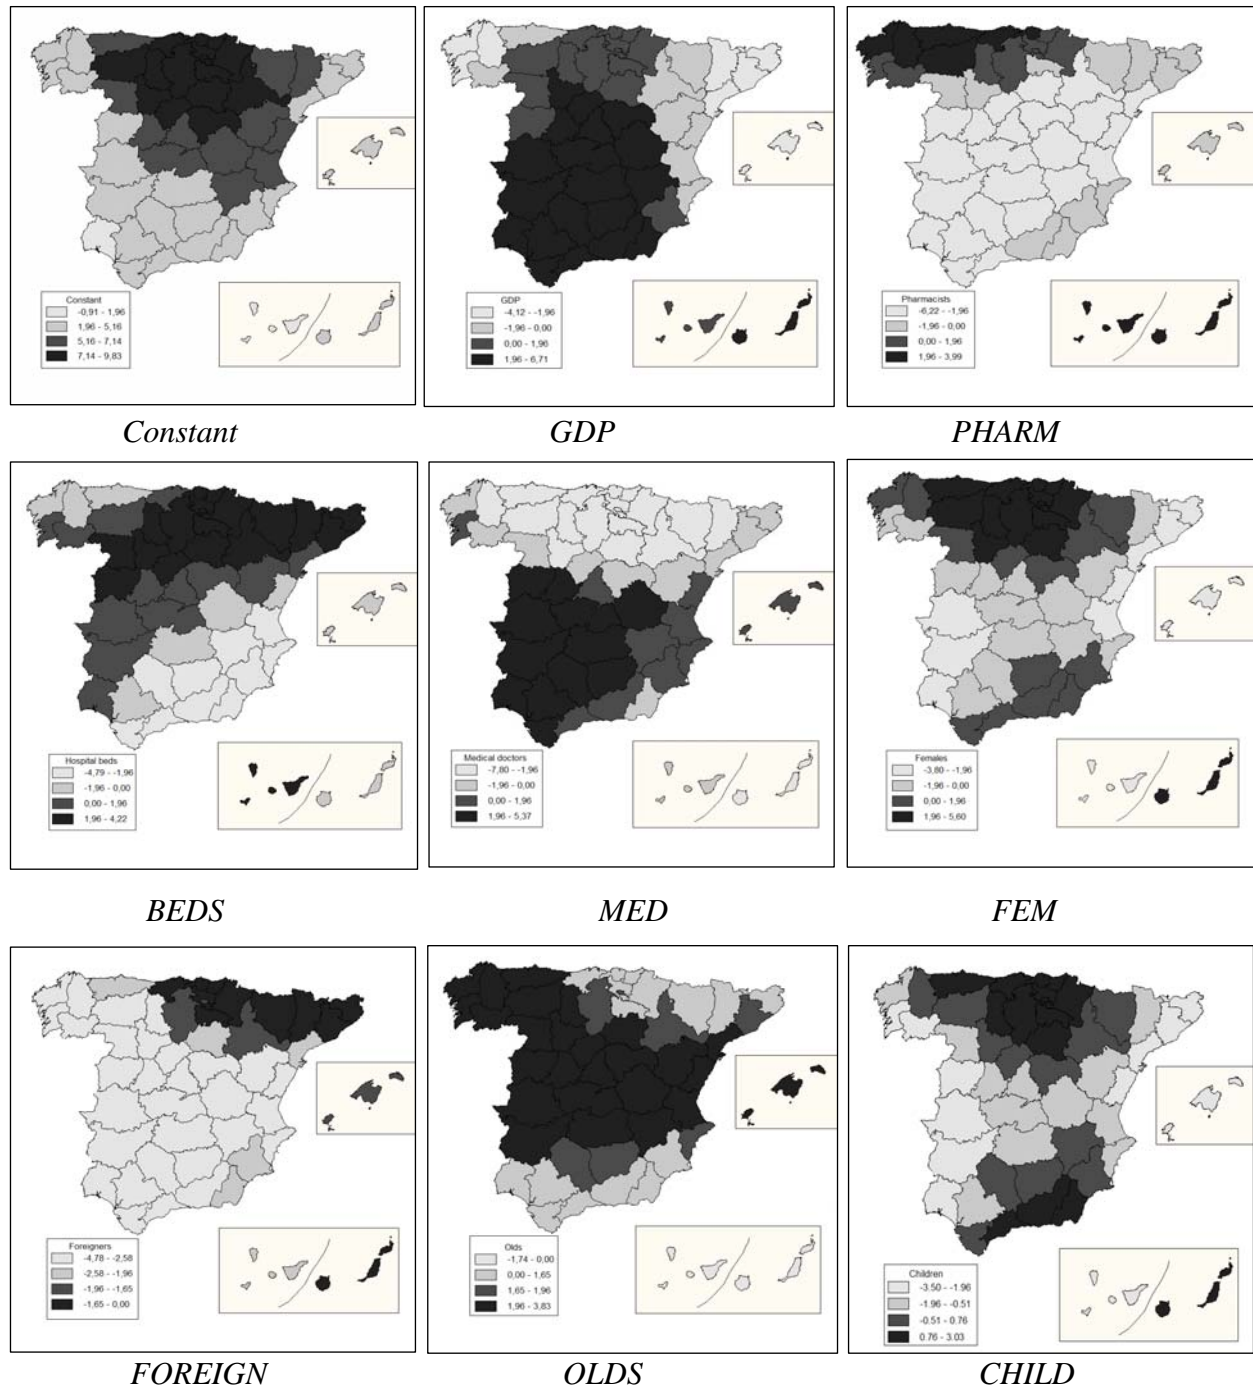 Constant
-0,91 - 1,96
1,96 - 5,16
5,16 - 7,14
7,14 - 9,83
GDP
-4,12 - -1,96
-1,96 - 0,00
0,00 - 1,96
1,96 - 6,71
Pharmacists
-6,22 - -1,96
-1,96 - 0,00
0,00 - 1,96
1,96 - 3,99
Constant
GDP
PHARM
Hospital beds
-4,79 - -1,96
-1,96 - 0,00
0,00 - 1,96
1,96 - 4,22
Medical doctors
-7,80 - -1,96
-1,96 - 0,00
0,00 - 1,96
1,96 - 5,37
Females
-3,80 - -1,96
-1,96 - 0,00
0,00 - 1,96
1,96 - 5,60
BEDS
MED
FEM
Foreigners
-4,78 - -2,58
-2,58 - -1,96
-1,96 - -1,65
-1,65 - 0,00
Olds
-1,74 - 0,00
0,00 - 1,65
1,65 - 1,96
1,96 - 3,83
Children
-3.50 - -1.96
-1.96 - -0.51
-0.51 - 0.76
0.76 - 3.03
FOREIGN
OLDS
CHILD